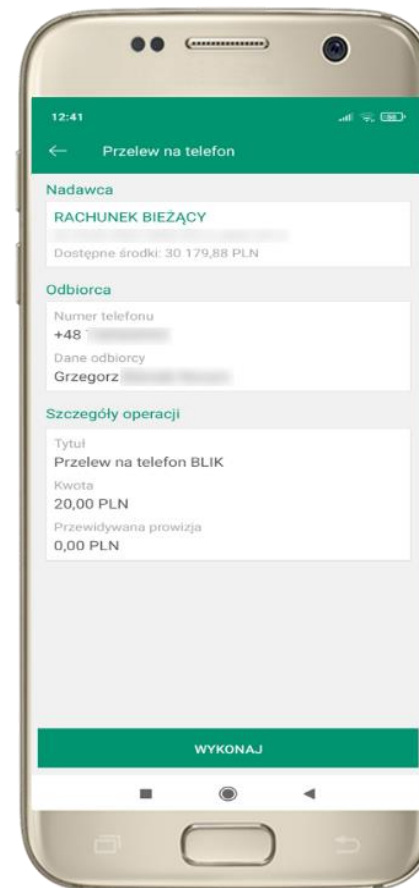 12:41
Przelew na telefon
Nadawca
RACHUNEK BIEŻĄCY
Dostępne środki: 30 179,88 PLN
Odbiorca
Numer telefonu
+48
Dane odbiorcy
Grzegorz
Szczegóły operacji
Tytuł
Przelew na telefon BLIK
Kwota
20,00 PLN
Przewidywana prowizja
0,00 PLN
WYKONAJ